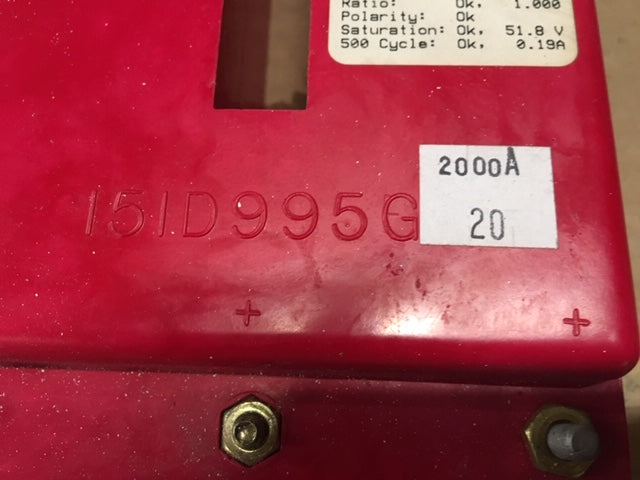 Ratio: Ok, 1.000
Polarity: Ok
Saturation: Ok, 51.8 V
500 Cycle: Ok, 0.19A
2000A
151D995G
20
+ +